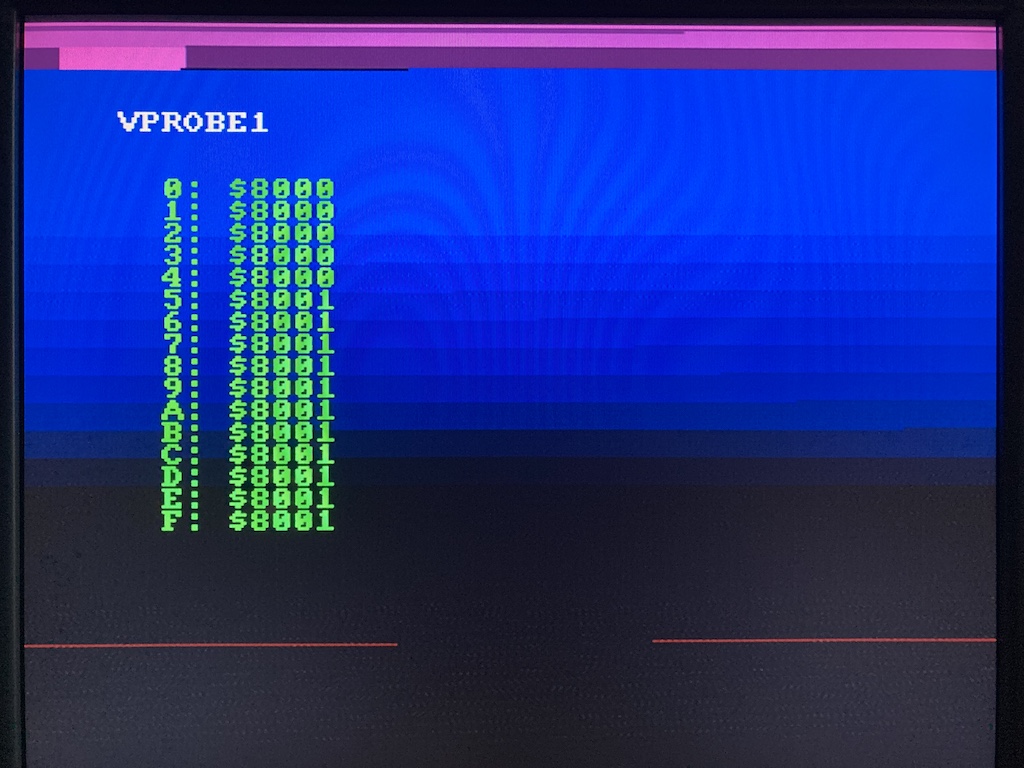 VPROBE1
0: $8000
1: $8000
2: $8000
3: $8000
4: $8000
5: $8001
6: $8001
7: $8001
8: $8001
9: $8001
A: $8001
B: $8001
C: $8001
D: $8001
E: $8001
F: $8001